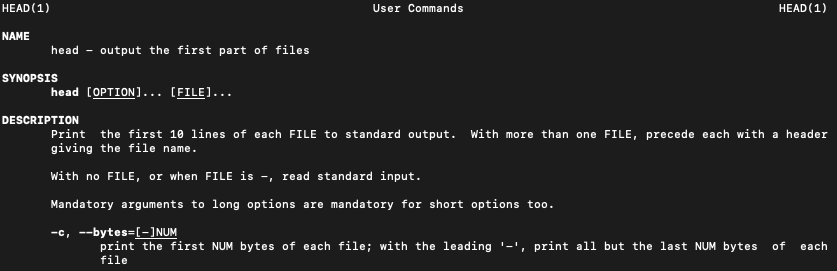 HEAD(1) User Commands HEAD(1)
NAME
head – output the first part of files
SYNOPSIS
head [OPTION]... [FILE]...
DESCRIPTION
Print the first 10 lines of each FILE to standard output. With more than one FILE, precede each with a header
giving the file name.
With no FILE, or when FILE is –, read standard input.
Mandatory arguments to long options are mandatory for short options too.
–c, ––bytes=[–]NUM
print the first NUM bytes of each file; with the leading '–', print all but the last NUM bytes of each
file